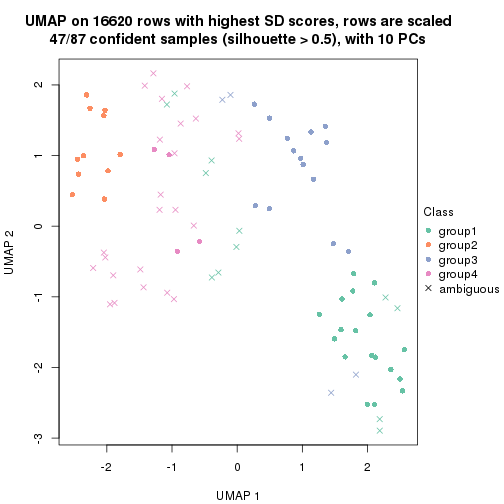 UMAP on 16620 rows with highest SD scores, rows are scaled
47/87 confident samples (silhouette > 0.5), with 10 PCs
2
1
0
-1
-2
-3
UMAP 2
-2
-1
0
1
2
UMAP 1
Class
group1
group2
group3
group4
ambiguous